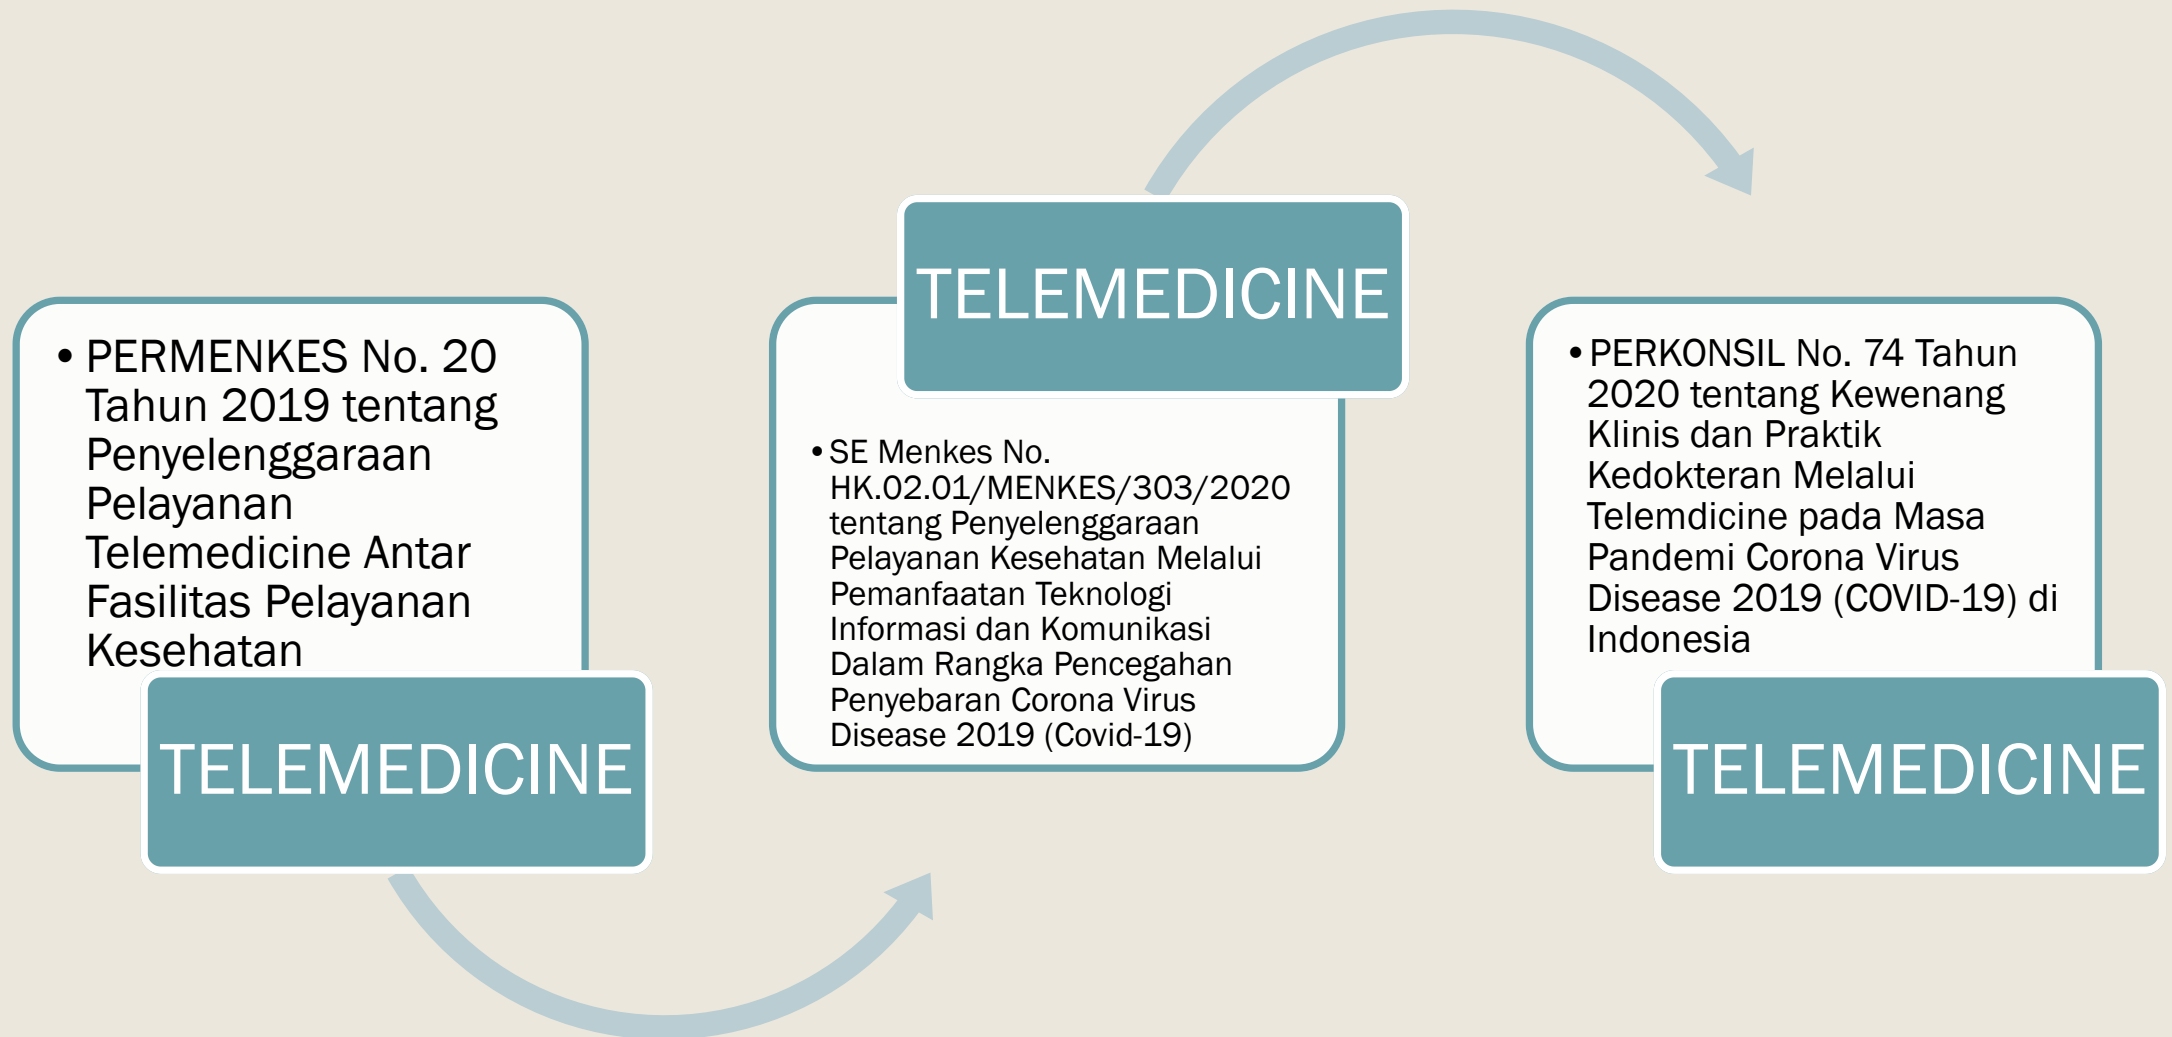 • PERMENKES No. 20
Tahun 2019 tentang
Penyelenggaraan
Pelayanan
Telemedicine Antar
Fasilitas Pelayanan
Kesehatan
TELEMEDICINE
TELEMEDICINE
• SE Menkes No.
HK.02.01/MENKES/303/2020
tentang Penyelenggaraan
Pelayanan Kesehatan Melalui
Pemanfaatan Teknologi
Informasi dan Komunikasi
Dalam Rangka Pencegahan
Penyebaran Corona Virus
Disease 2019 (Covid-19)
• PERKONSIL No. 74 Tahun
2020 tentang Kewenang
Klinis dan Praktik
Kedokteran Melalui
Telemdicine pada Masa
Pandemi Corona Virus
Disease 2019 (COVID-19) di
Indonesia
TELEMEDICINE